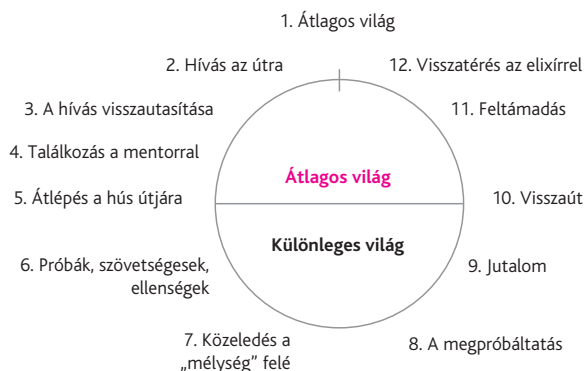 1. Átlagos világ
2. Hívás az útra
3. A hívás visszautasítása
4. Találkozás a mentorral
5. Átlépés a hús útjára
6. Próbák, szövetségesek,
ellenségek
7. Közeledés a
„mélység” felé
8. A megpróbáltatás
9. Jutalom
10. Visszaút
11. Feltámadás
12. Visszatérés az elixírrel
Átlagos világ
Különleges világ